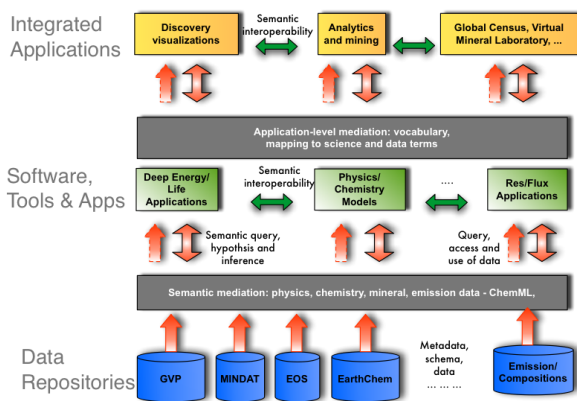 Integrated
Applications
Discovery
visualizations
Semantic
interoperability
Analytics
and mining
Global Census, Virtual
Mineral Laboratory, ...
Application-level mediation: vocabulary,
mapping to science and data terms
Software,
Tools & Apps
Deep Energy/
Life
Applications
Semantic
interoperability
Physics/
Chemistry
Models
....
Res/Flux
Applications
Semantic query,
hypothsis and
inference
Query,
access and
use of data
Semantic mediation: physics, chemistry, mineral, emission data - ChemML,
Data
Repositories
GVP
MINDAT
EOS
EarthChem
Metadata,
schema,
data
... ... ...
Emission/
Compositions